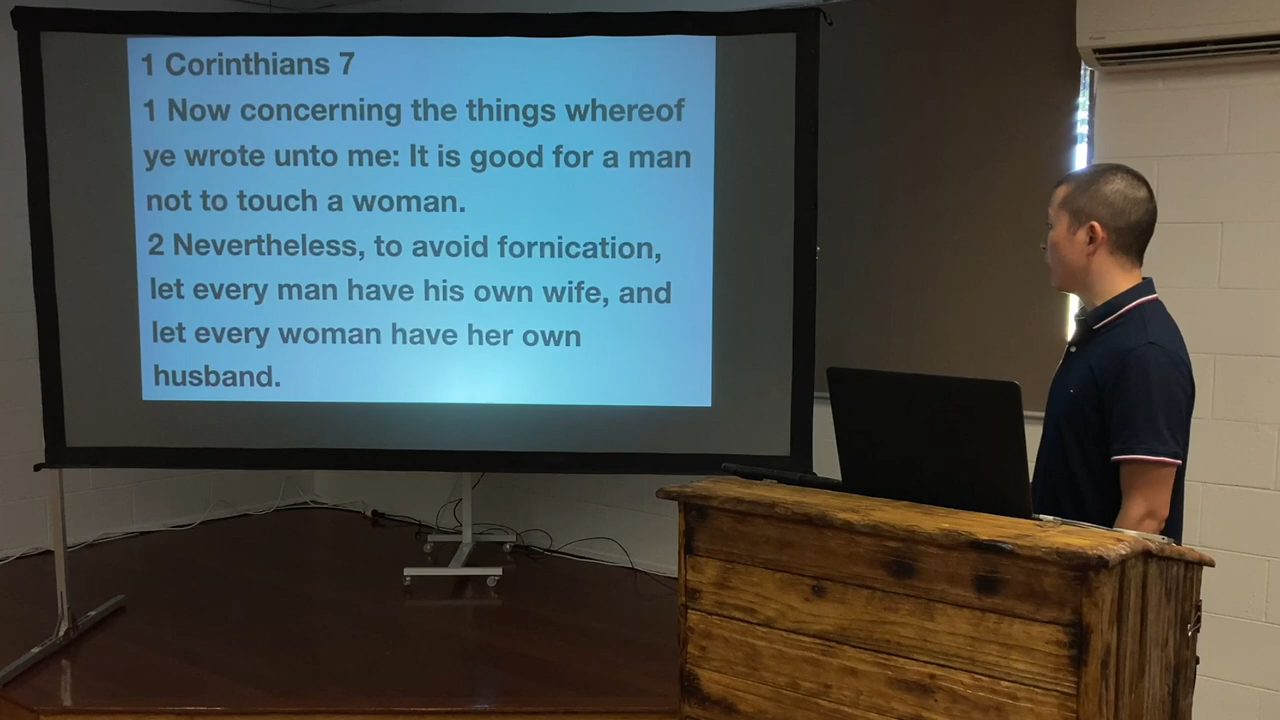 1 Corinthians 7
1 Now concerning the things whereof
ye wrote unto me: It is good for a man
not to touch a woman.
2 Nevertheless, to avoid fornication,
let every man have his own wife, and
let every woman have her own
husband.